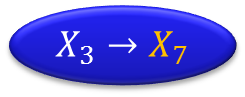 X₃ → X₇